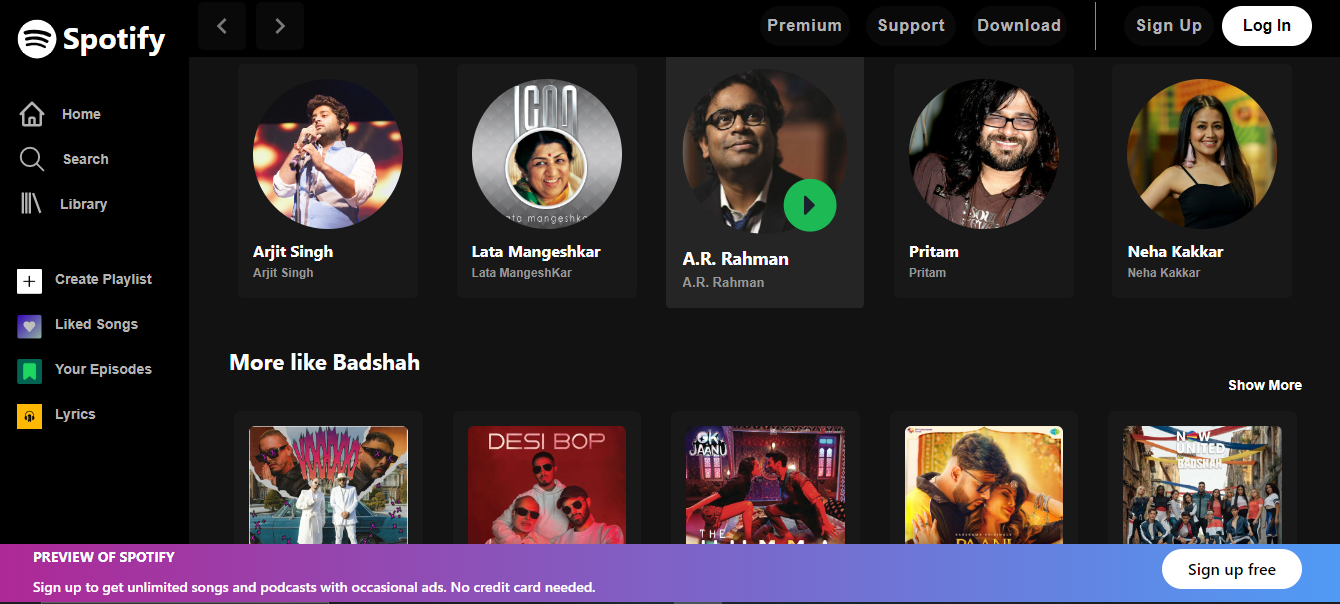 Spotify
Premium
Support
Download
Sign Up
Log In
Home
Search
Library
Create Playlist
Liked Songs
Your Episodes
Lyrics
ICON
lata mangeshka
Arjit Singh
Arjit Singh
Lata Mangeshkar
Lata MangeshKar
A.R. Rahman
A.R. Rahman
Pritam
Pritam
Neha Kakkar
Neha Kakkar
More like Badshah
Show More
DESI BOP
OK
JAANU
THE
NOW
UNITED
BADSHAH
PREVIEW OF SPOTIFY
Sign up to get unlimited songs and podcasts with occasional ads. No credit card needed.
Sign up free